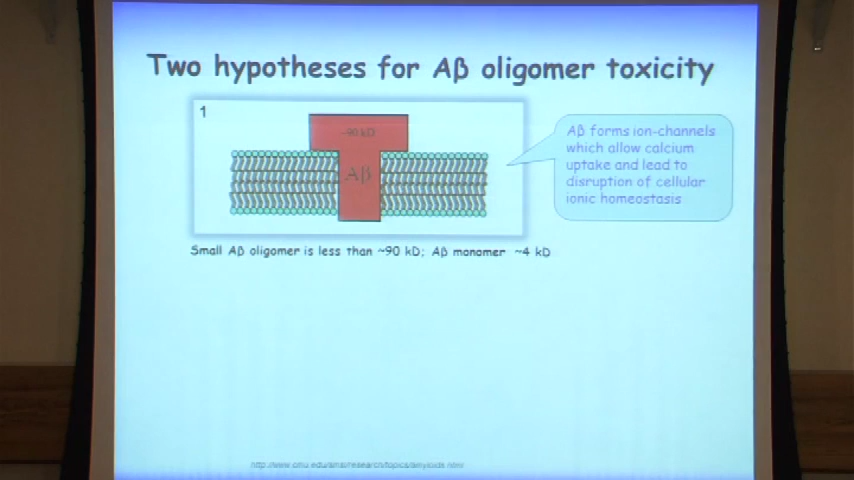 Two hypotheses for Aβ oligomer toxicity
1
~90 kD
Aβ
Aβ forms ion-channels
which allow calcium
uptake and lead to
disruption of cellular
ionic homeostasis
Small Aβ oligomer is less than ~90 kD; Aβ monomer ~4 kD